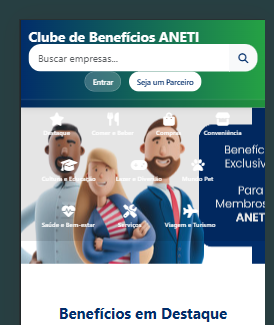 Clube de Benefícios ANETI
Buscar empresas...
Entrar
Seja um Parceiro
Destaque
Comer e Beber
Compras
Conveniência
Cultura e Educação
Lazer e Diversão
Mundo Pet
Saúde e Bem-estar
Serviços
Viagem e Turismo
Benefíc
Exclusiv
Para
Membros
ANET
Benefícios em Destaque